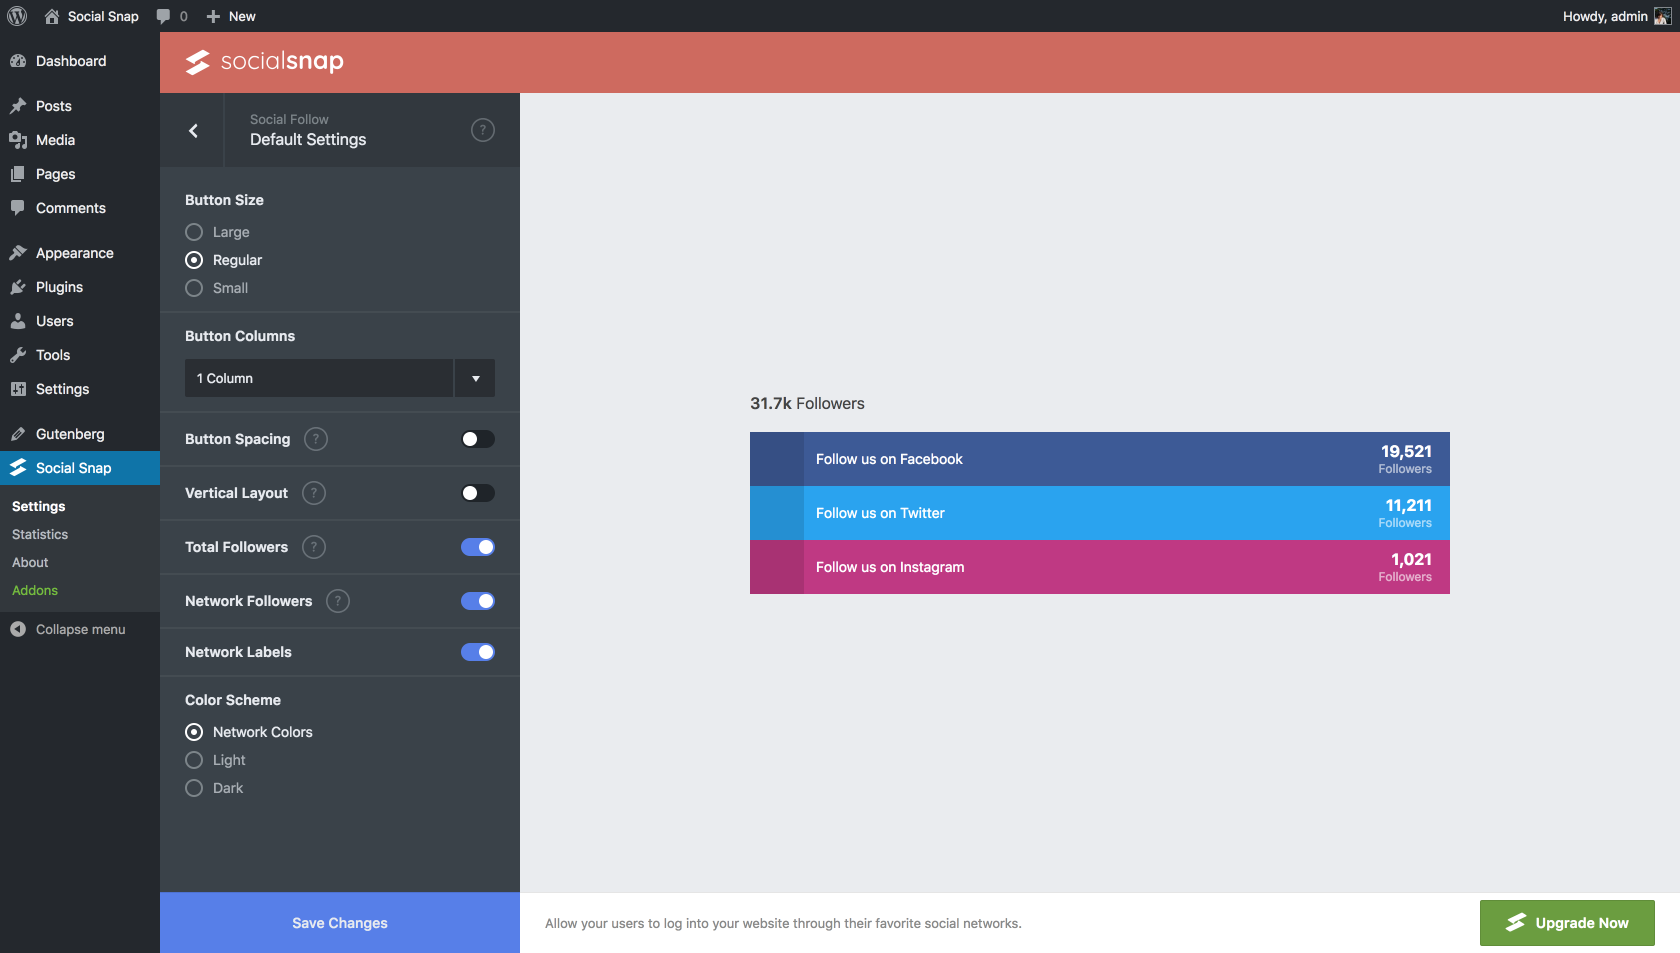 Social Snap
0
New
Howdy, admin
Dashboard
Posts
Media
Pages
Comments
Appearance
Plugins
Users
Tools
Settings
Gutenberg
Social Snap
Settings
Statistics
About
Addons
Collapse menu
socialsnap
Social Follow
Default Settings
?
Button Size
Large
Regular
Small
Button Columns
1 Column
Button Spacing ?
Vertical Layout ?
Total Followers ?
Network Followers ?
Network Labels
Color Scheme
Network Colors
Light
Dark
Save Changes
31.7k Followers
Follow us on Facebook
19,521
Followers
Follow us on Twitter
11,211
Followers
Follow us on Instagram
1,021
Followers
Allow your users to log into your website through their favorite social networks.
Upgrade Now